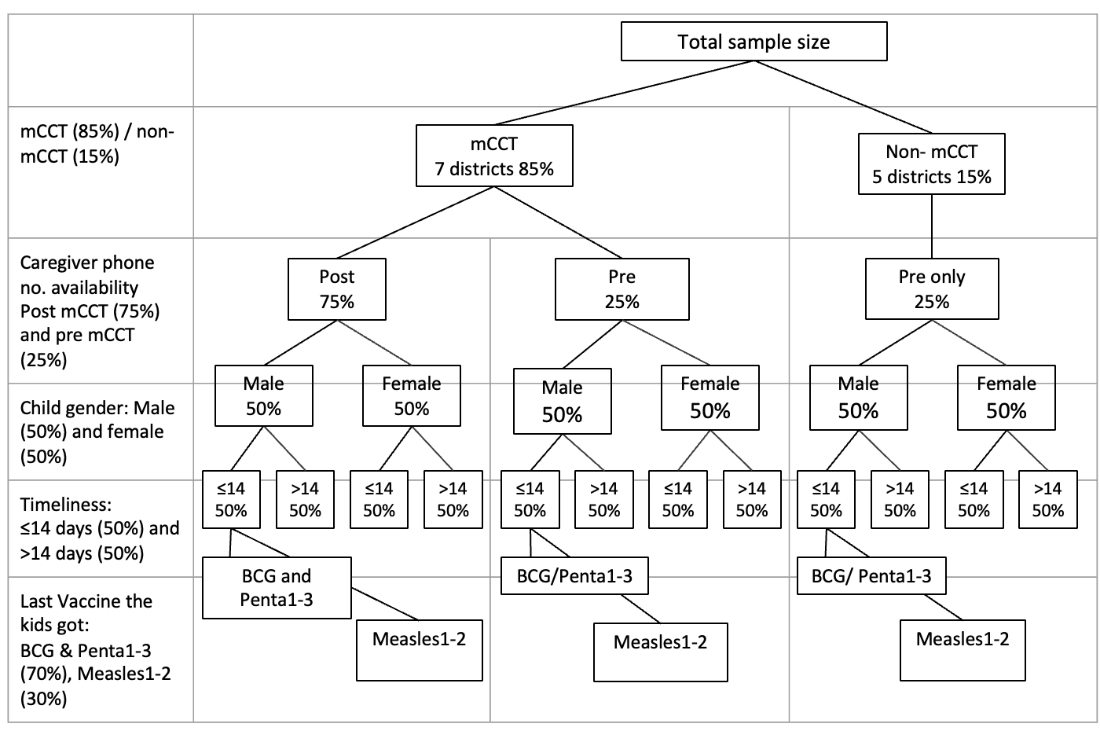 Total sample size
mCCT (85%) / non-
mCCT (15%)
mCCT
7 districts 85%
Non- mCCT
5 districts 15%
Caregiver phone
no. availability
Post mCCT (75%)
and pre mCCT
(25%)
Post
75%
Pre
25%
Pre only
25%
Child gender: Male
(50%) and female
(50%)
Male
50%
Female
50%
Male
50%
Female
50%
Male
50%
Female
50%
Timeliness:
≤14 days (50%) and
>14 days (50%)
≤14
50%
>14
50%
≤14
50%
>14
50%
≤14
50%
>14
50%
≤14
50%
>14
50%
≤14
50%
>14
50%
≤14
50%
>14
50%
Last Vaccine the
kids got:
BCG & Penta1-3
(70%), Measles1-2
(30%)
BCG and
Penta1-3
Measles1-2
BCG/Penta1-3
Measles1-2
BCG/ Penta1-3
Measles1-2